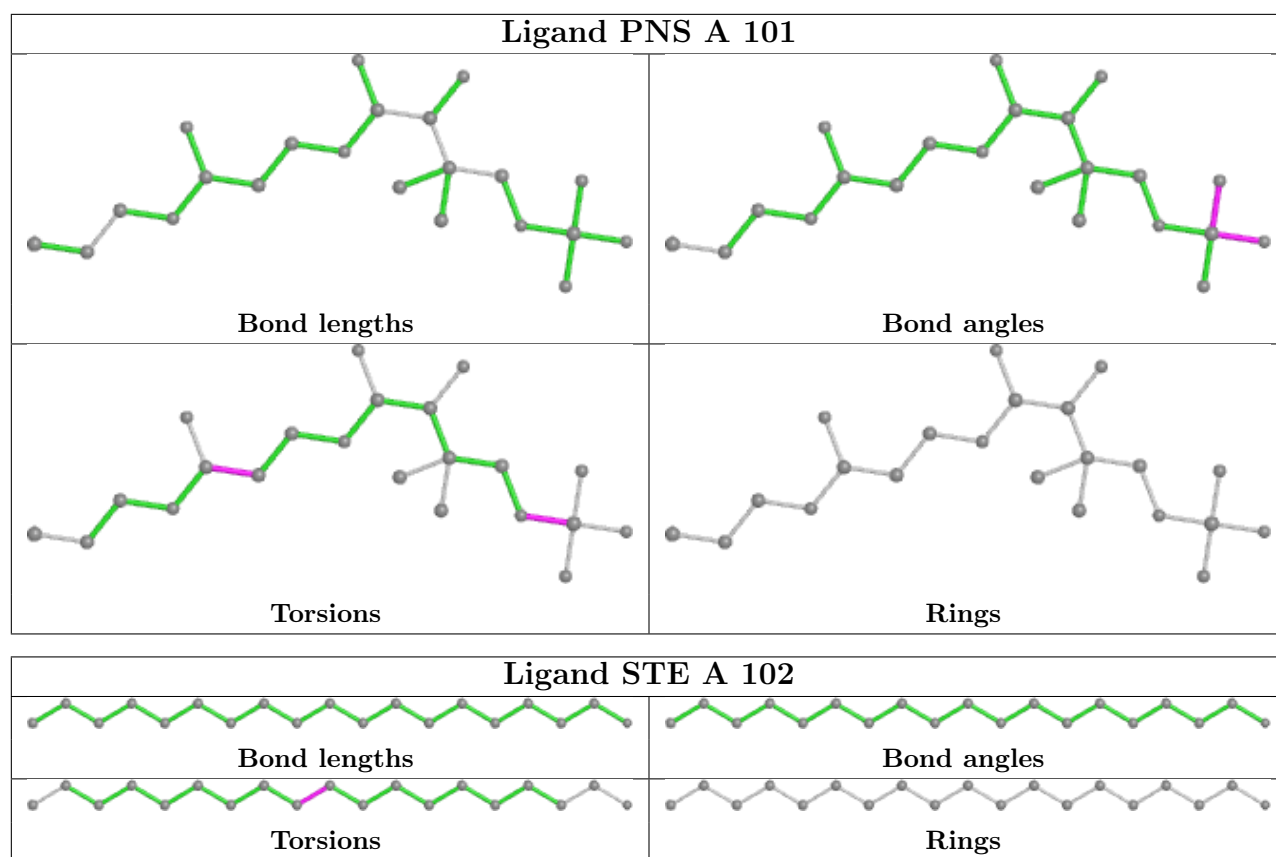 Ligand PNS A 101
Bond lengths
Bond angles
Torsions
Rings
Ligand STE A 102
Bond lengths
Bond angles
Torsions
Rings